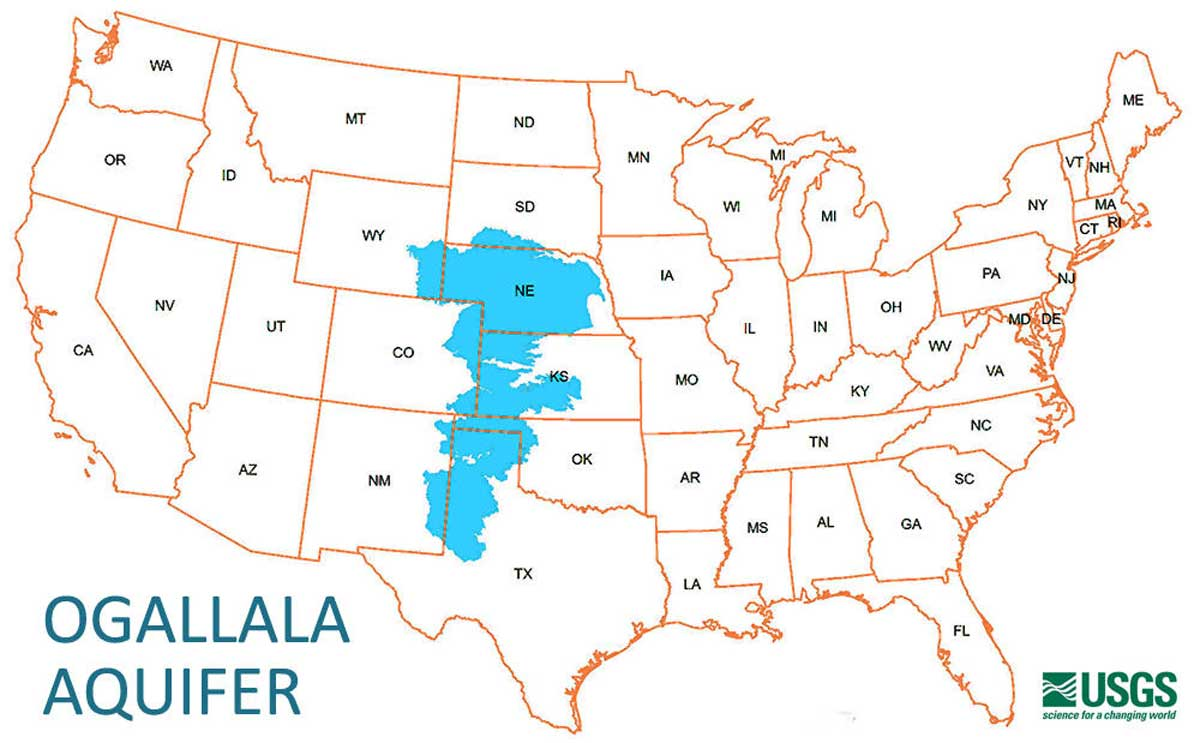 WA
MT
ND
MN
ME
OR
ID
SD
WI
MI
MI
VT
NH
NY
MA
CT
RI
WY
IA
PA
NJ
NE
NV
UT
CO
IL
IN
OH
MD
DE
WV
VA
CA
KS
MO
KY
NC
TN
AZ
NM
OK
AR
SC
MS
AL
GA
TX
LA
FL
OGALLALA
AQUIFER
USGS
science for a changing world